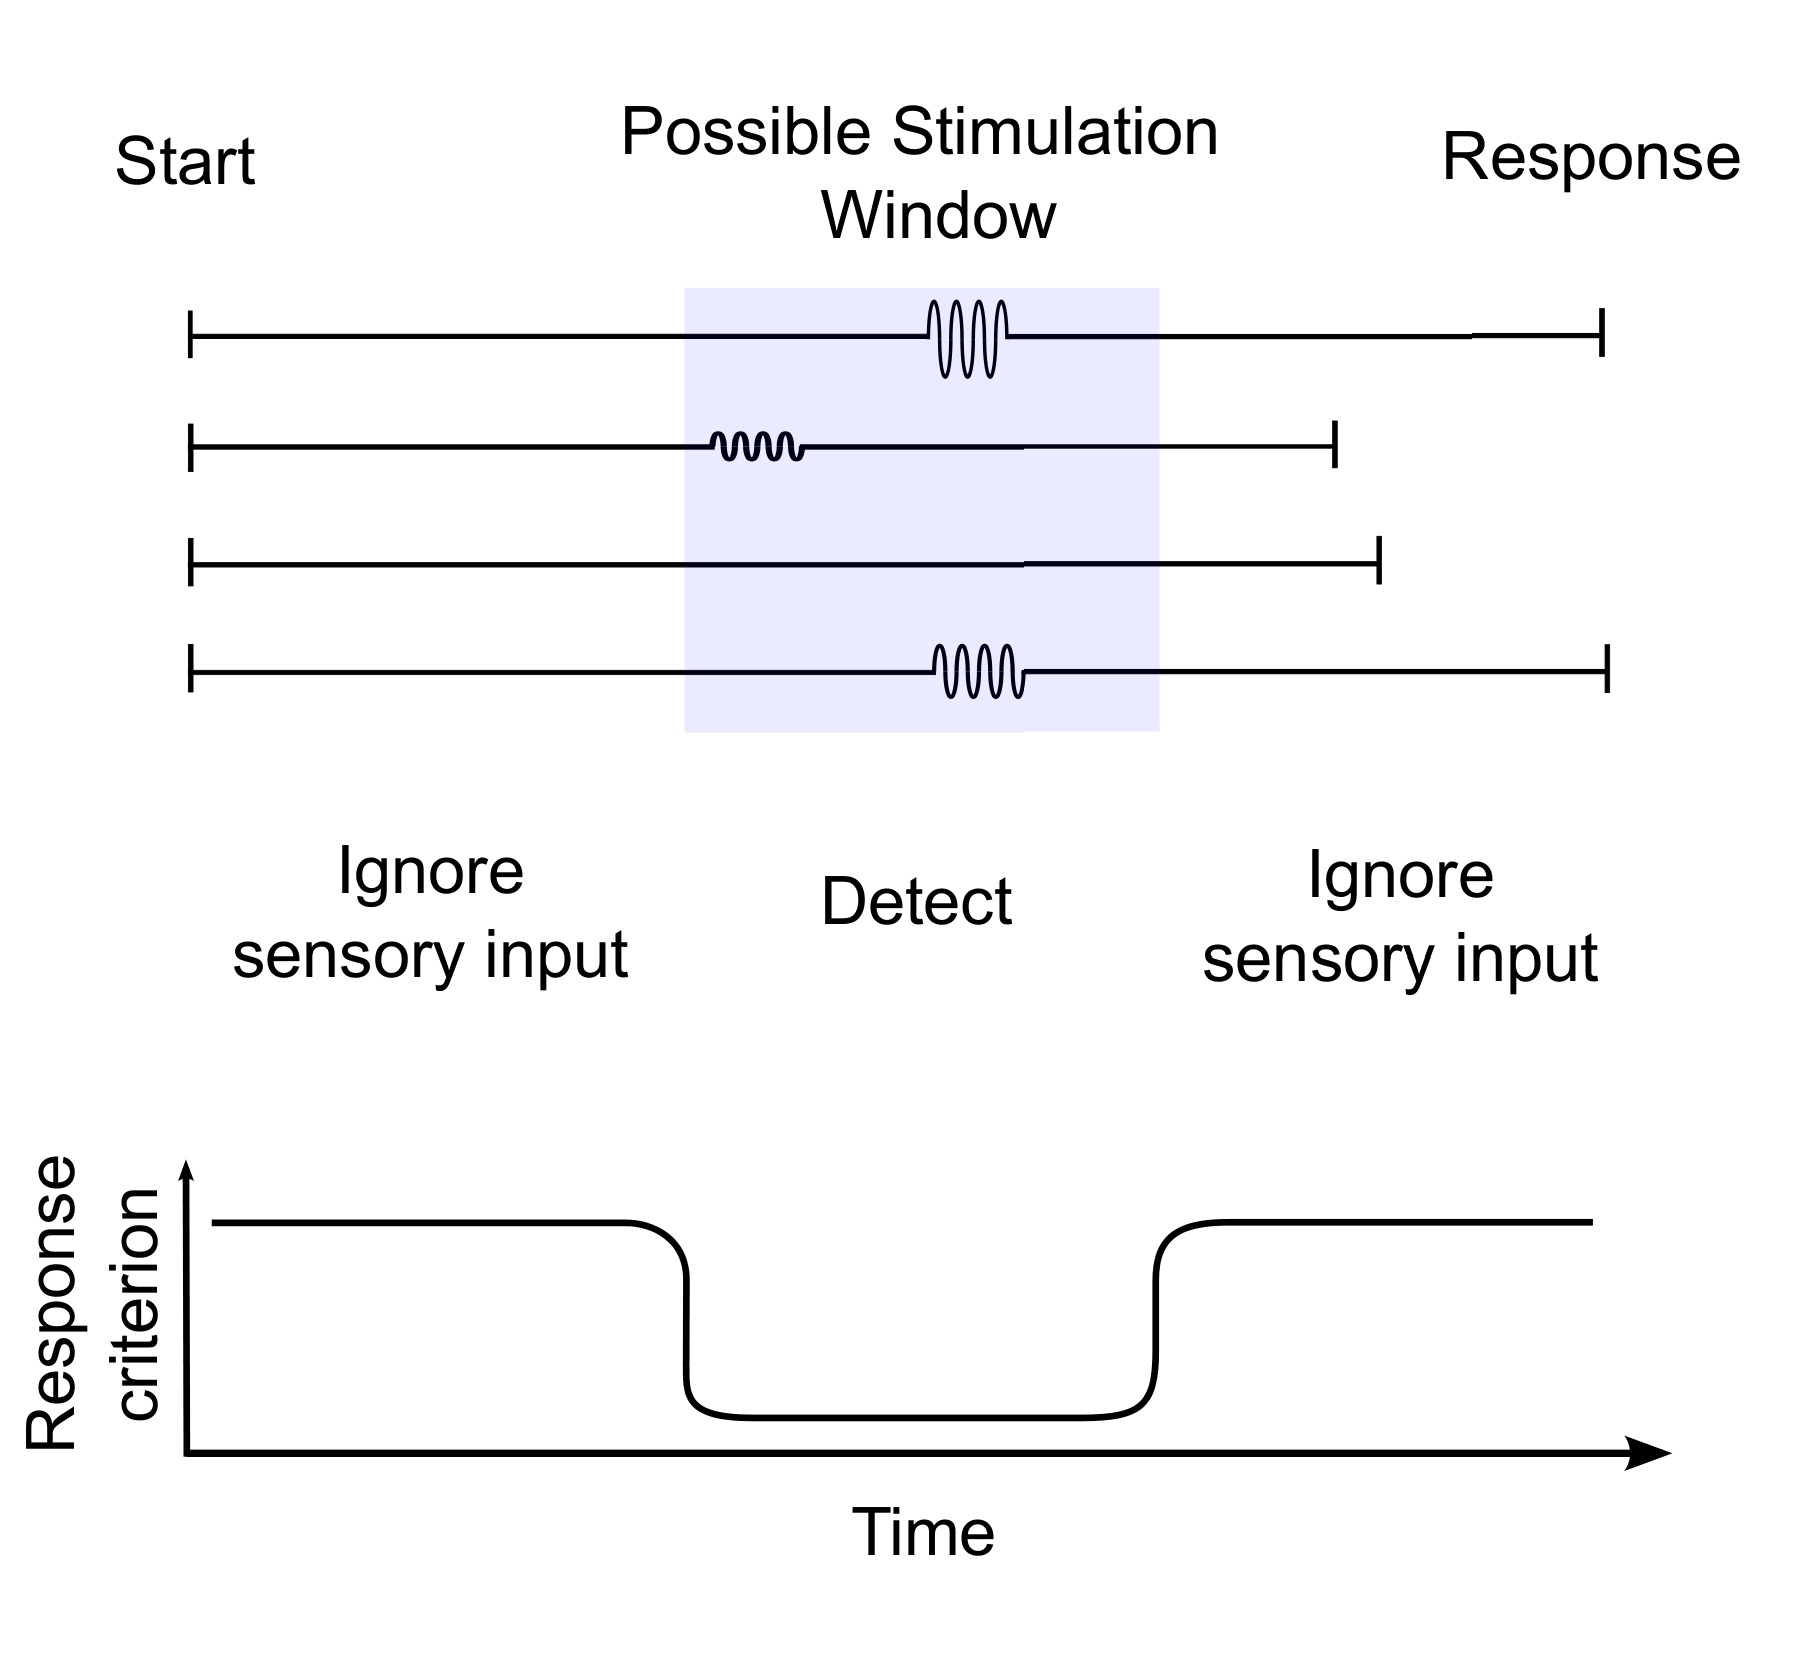 Start
Possible Stimulation
Window
Response
Ignore
sensory input
Detect
Ignore
sensory input
Response
criterion
Time